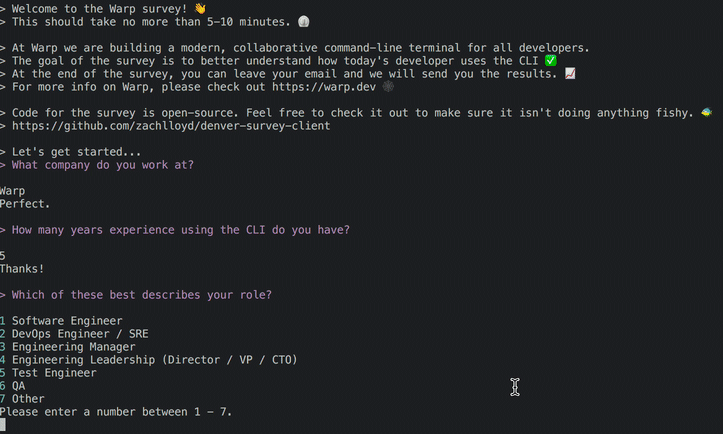 > Welcome to the Warp survey! 👋
> This should take no more than 5–10 minutes. ⏲
> At Warp we are building a modern, collaborative command-line terminal for all developers.
> The goal of the survey is to better understand how today's developer uses the CLI ✅
> At the end of the survey, you can leave your email and we will send you the results. 📈
> For more info on Warp, please check out https://warp.dev 🕸
> Code for the survey is open-source. Feel free to check it out to make sure it isn't doing anything fishy. 🐠
> https://github.com/zachlloyd/denver-survey-client
> Let's get started...
> What company do you work at?
Warp
Perfect.
> How many years experience using the CLI do you have?
5
Thanks!
> Which of these best describes your role?
1 Software Engineer
2 DevOps Engineer / SRE
3 Engineering Manager
4 Engineering Leadership (Director / VP / CTO)
5 Test Engineer
6 QA
7 Other
Please enter a number between 1 – 7.